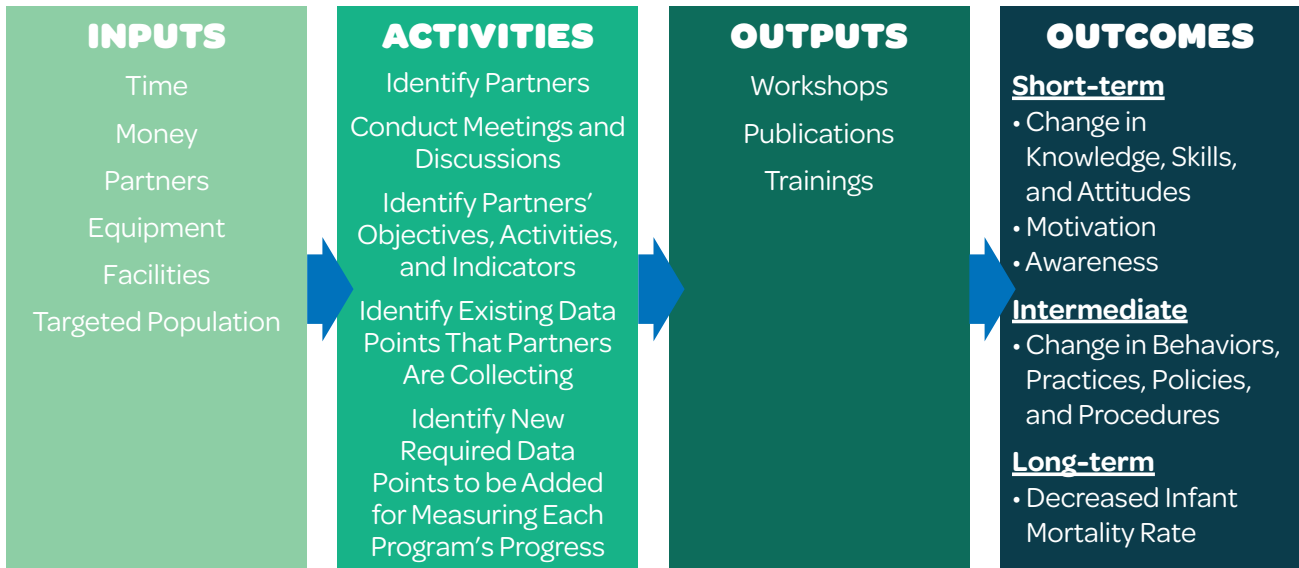 INPUTS
Time
Money
Partners
Equipment
Facilities
Targeted Population
ACTIVITIES
Identify Partners
Conduct Meetings and
Discussions
Identify Partners’
Objectives, Activities,
and Indicators
Identify Existing Data
Points That Partners
Are Collecting
Identify New
Required Data
Points to be Added
for Measuring Each
Program’s Progress
OUTPUTS
Workshops
Publications
Trainings
OUTCOMES
Short-term
• Change in
Knowledge, Skills,
and Attitudes
• Motivation
• Awareness
Intermediate
• Change in Behaviors,
Practices, Policies,
and Procedures
Long-term
• Decreased Infant
Mortality Rate